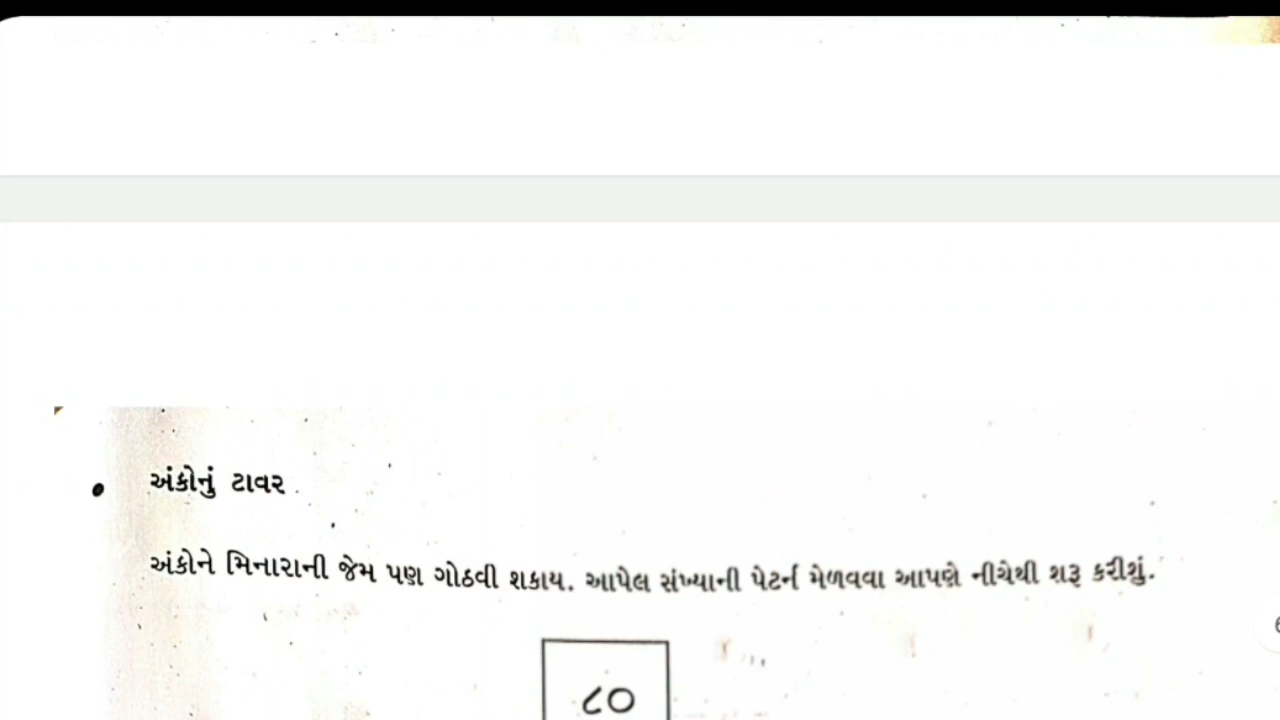 અંકોનું ટાવર
અંકોને મિનારાની જેમ પણ ગોઠવી શકાય. આપેલ સંખ્યાની પેટર્ન મેળવવા આપણે નીચેથી શરૂ કરીશું.
૮૦